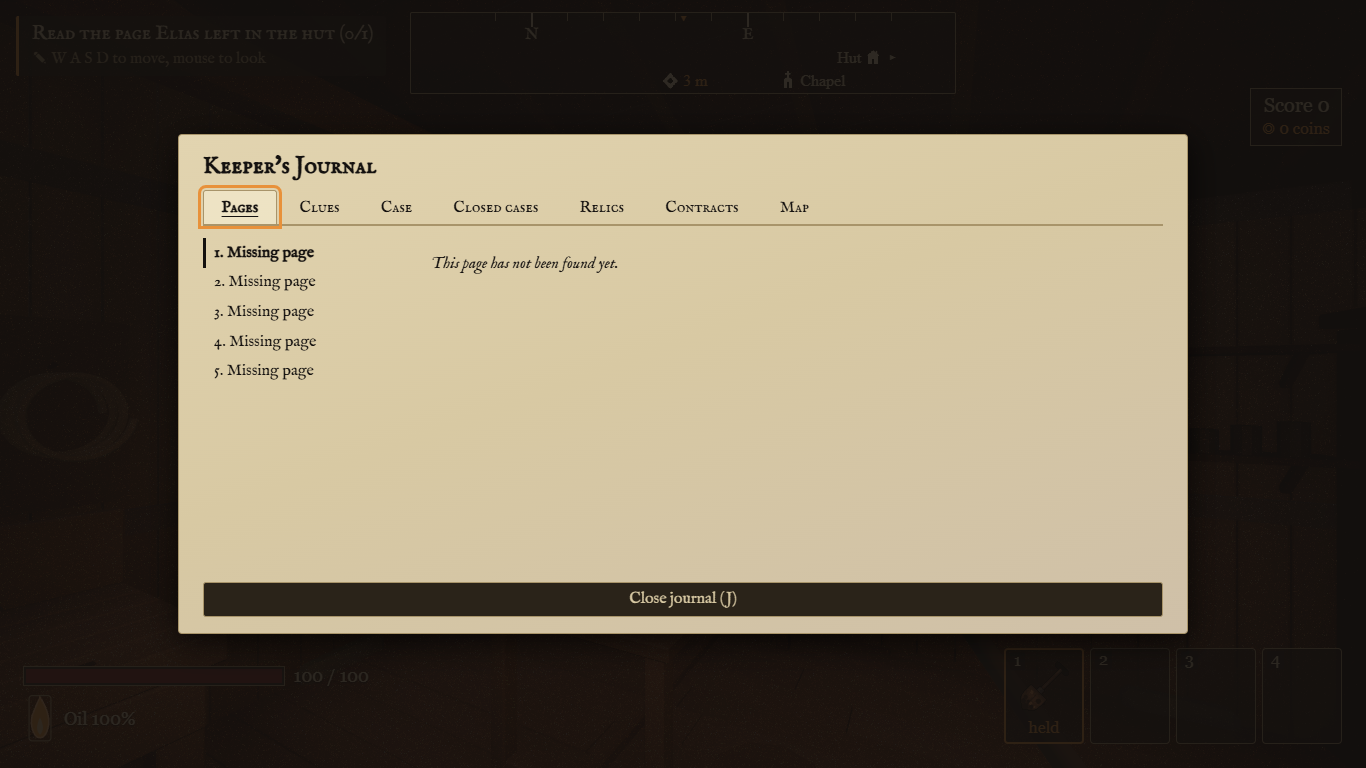 Read the page Elias left in the hut (0/1)
W A S D to move, mouse to look
N E
Hut
3 m Chapel
Score 0
0 coins
Keeper's Journal
Pages Clues Case Closed cases Relics Contracts Map
1. Missing page
2. Missing page
3. Missing page
4. Missing page
5. Missing page
This page has not been found yet.
Close journal (J)
100 / 100
Oil 100%
1 2 3 4
held